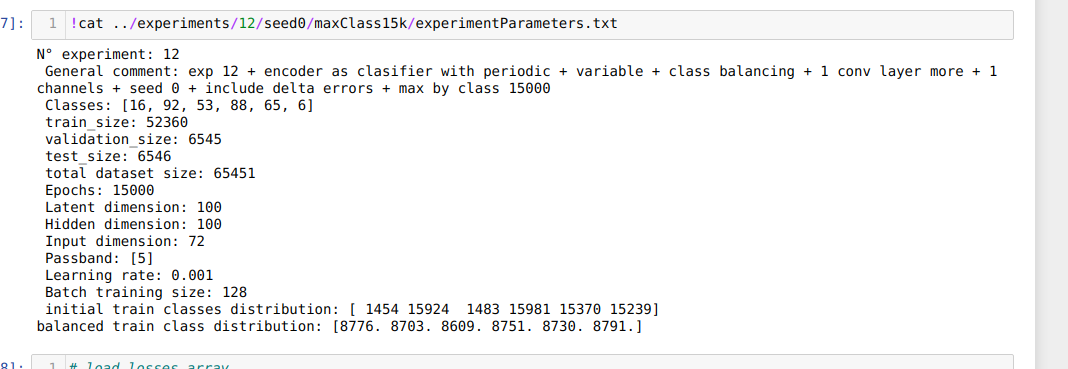 7]: 1 !cat ../experiments/12/seed0/maxClass15k/experimentParameters.txt
N° experiment: 12
General comment: exp 12 + encoder as clasifier with periodic + variable + class balancing + 1 conv layer more + 1
channels + seed 0 + include delta errors + max by class 15000
Classes: [16, 92, 53, 88, 65, 6]
train_size: 52360
validation_size: 6545
test_size: 6546
total dataset size: 65451
Epochs: 15000
Latent dimension: 100
Hidden dimension: 100
Input dimension: 72
Passband: [5]
Learning rate: 0.001
Batch training size: 128
initial train classes distribution: [ 1454 15924  1483 15981 15370 15239]
balanced train class distribution: [8776. 8703. 8609. 8751. 8730. 8791.]
8]: 1 # load losses array